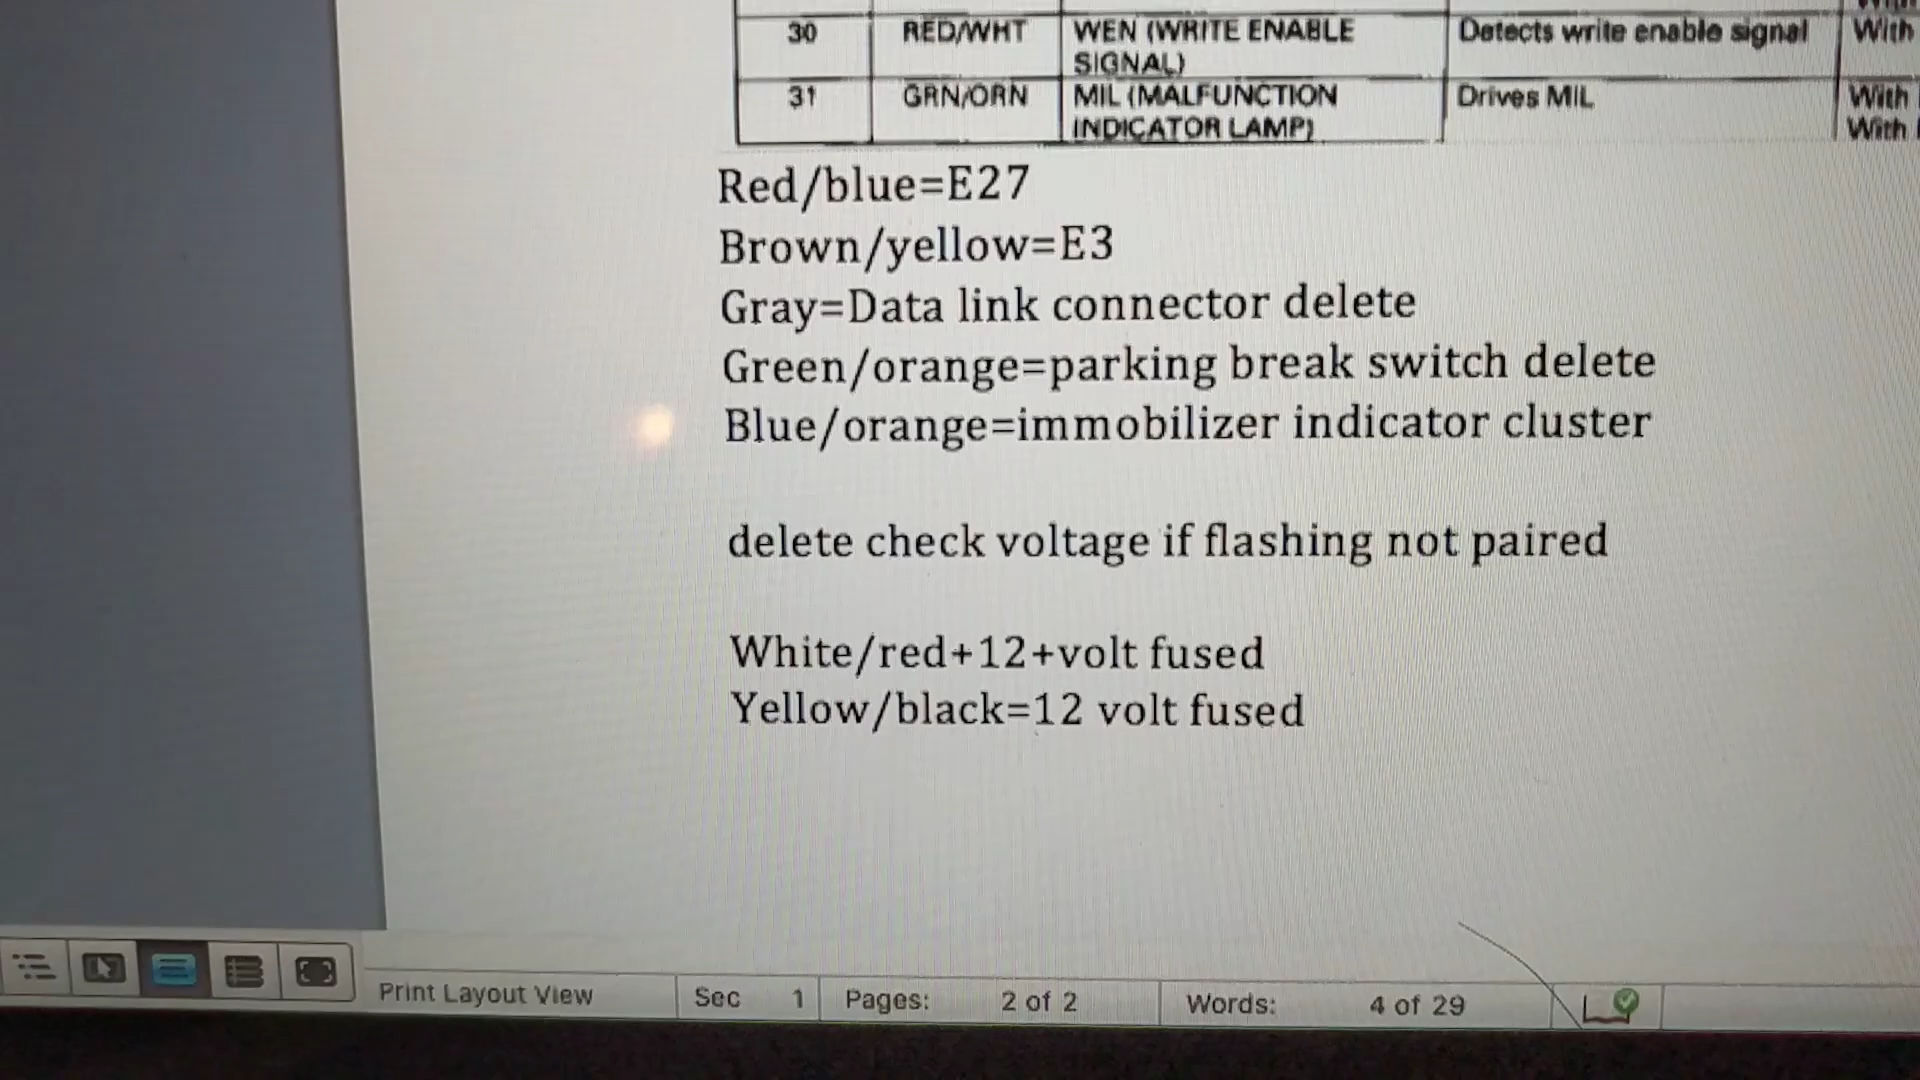 30 RED/WHT WEN (WRITE ENABLE Detects write enable signal With
SIGNAL)
31 GRN/ORN MIL (MALFUNCTION Drives MIL With
INDICATOR LAMP) With
Red/blue=E27
Brown/yellow=E3
Gray=Data link connector delete
Green/orange=parking break switch delete
Blue/orange=immobilizer indicator cluster
delete check voltage if flashing not paired
White/red+12+volt fused
Yellow/black=12 volt fused
Print Layout View Sec 1 Pages: 2 of 2 Words: 4 of 29